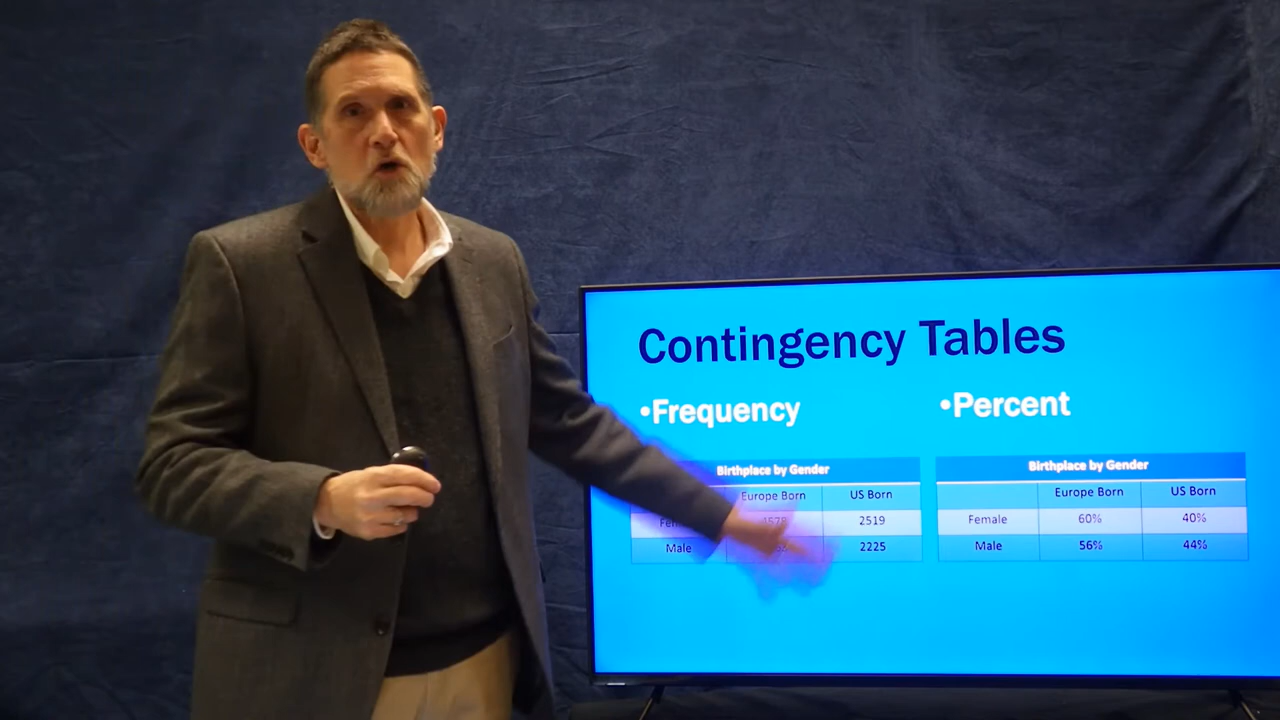 Contingency Tables
•Frequency
•Percent
Birthplace by Gender
Europe Born US Born
2519
Male 2225
Birthplace by Gender
Europe Born US Born
Female 60% 40%
Male 56% 44%